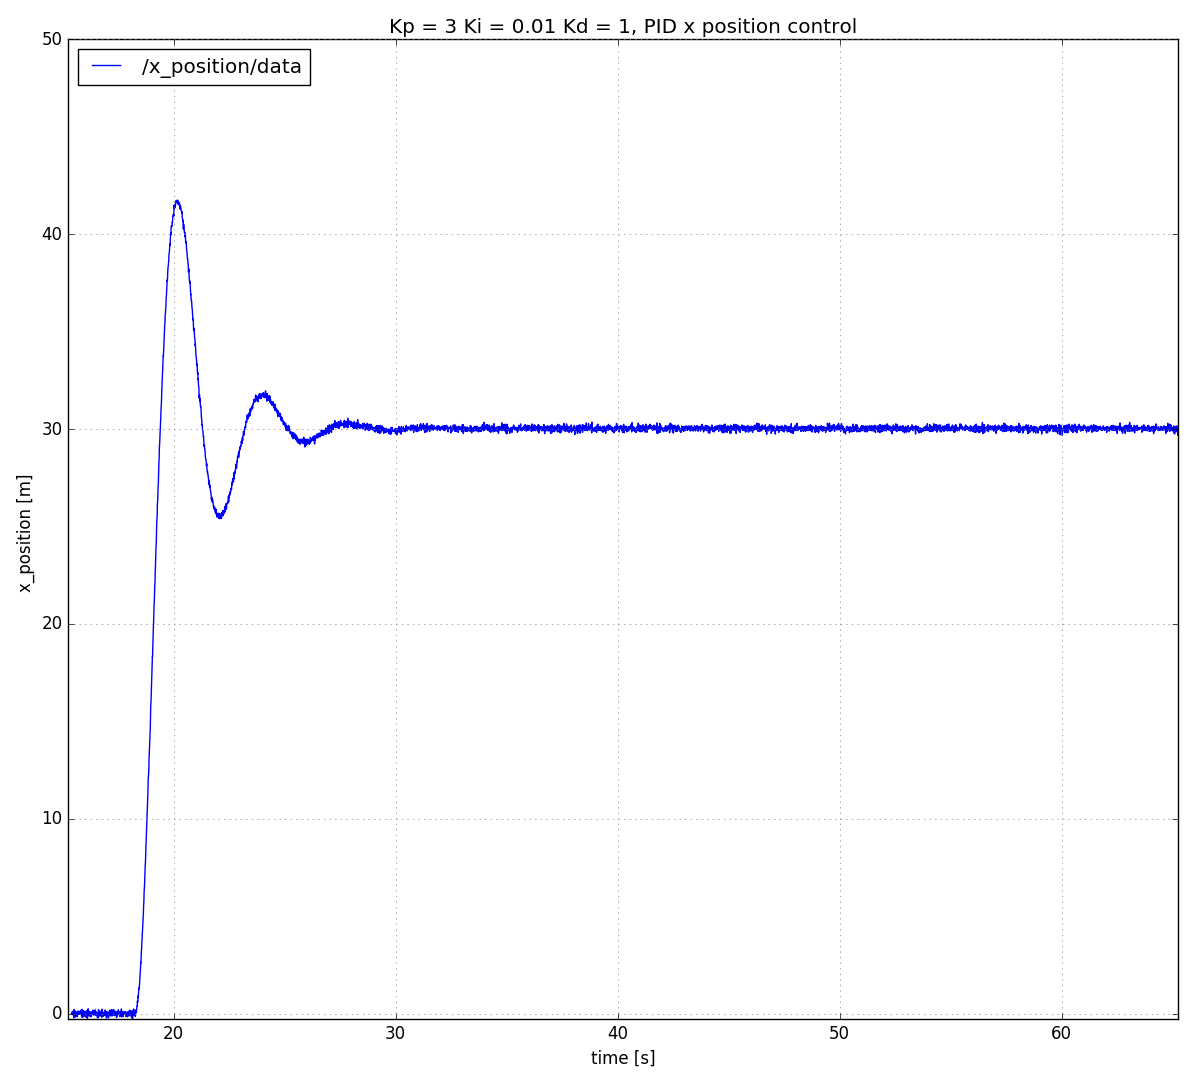 Kp = 3 Ki = 0.01 Kd = 1, PID x position control
/x_position/data
50
40
30
20
10
0
x_position [m]
20 30 40 50 60
time [s]